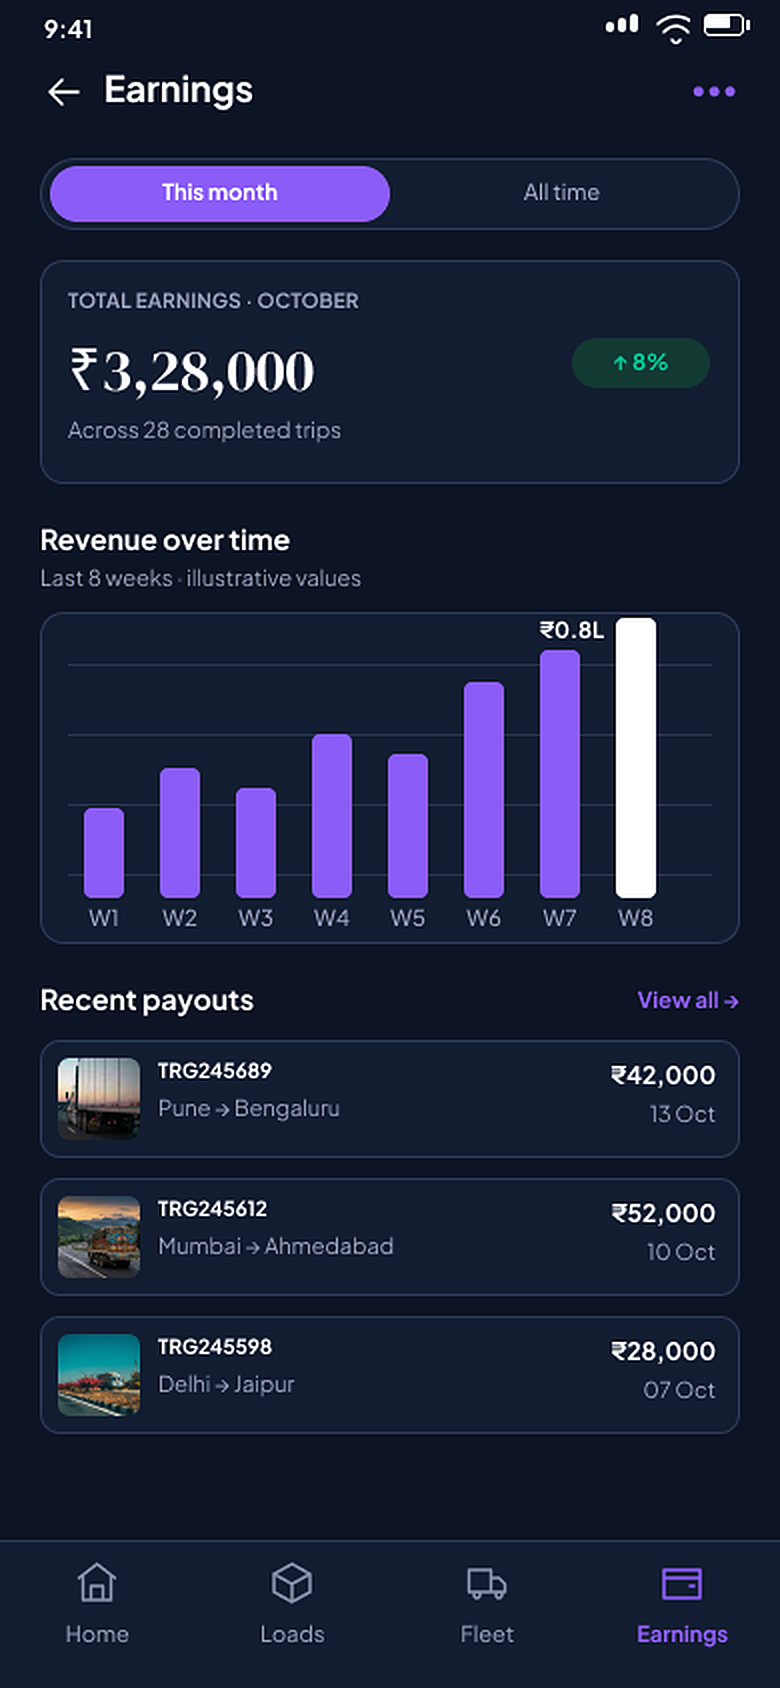 9:41
Earnings
This month
All time
TOTAL EARNINGS · OCTOBER
₹3,28,000
↑ 8%
Across 28 completed trips
Revenue over time
Last 8 weeks · illustrative values
₹0.8L
W1 W2 W3 W4 W5 W6 W7 W8
Recent payouts
View all →
TRG245689
₹42,000
Pune → Bengaluru
13 Oct
TRG245612
₹52,000
Mumbai → Ahmedabad
10 Oct
TRG245598
₹28,000
Delhi → Jaipur
07 Oct
Home
Loads
Fleet
Earnings